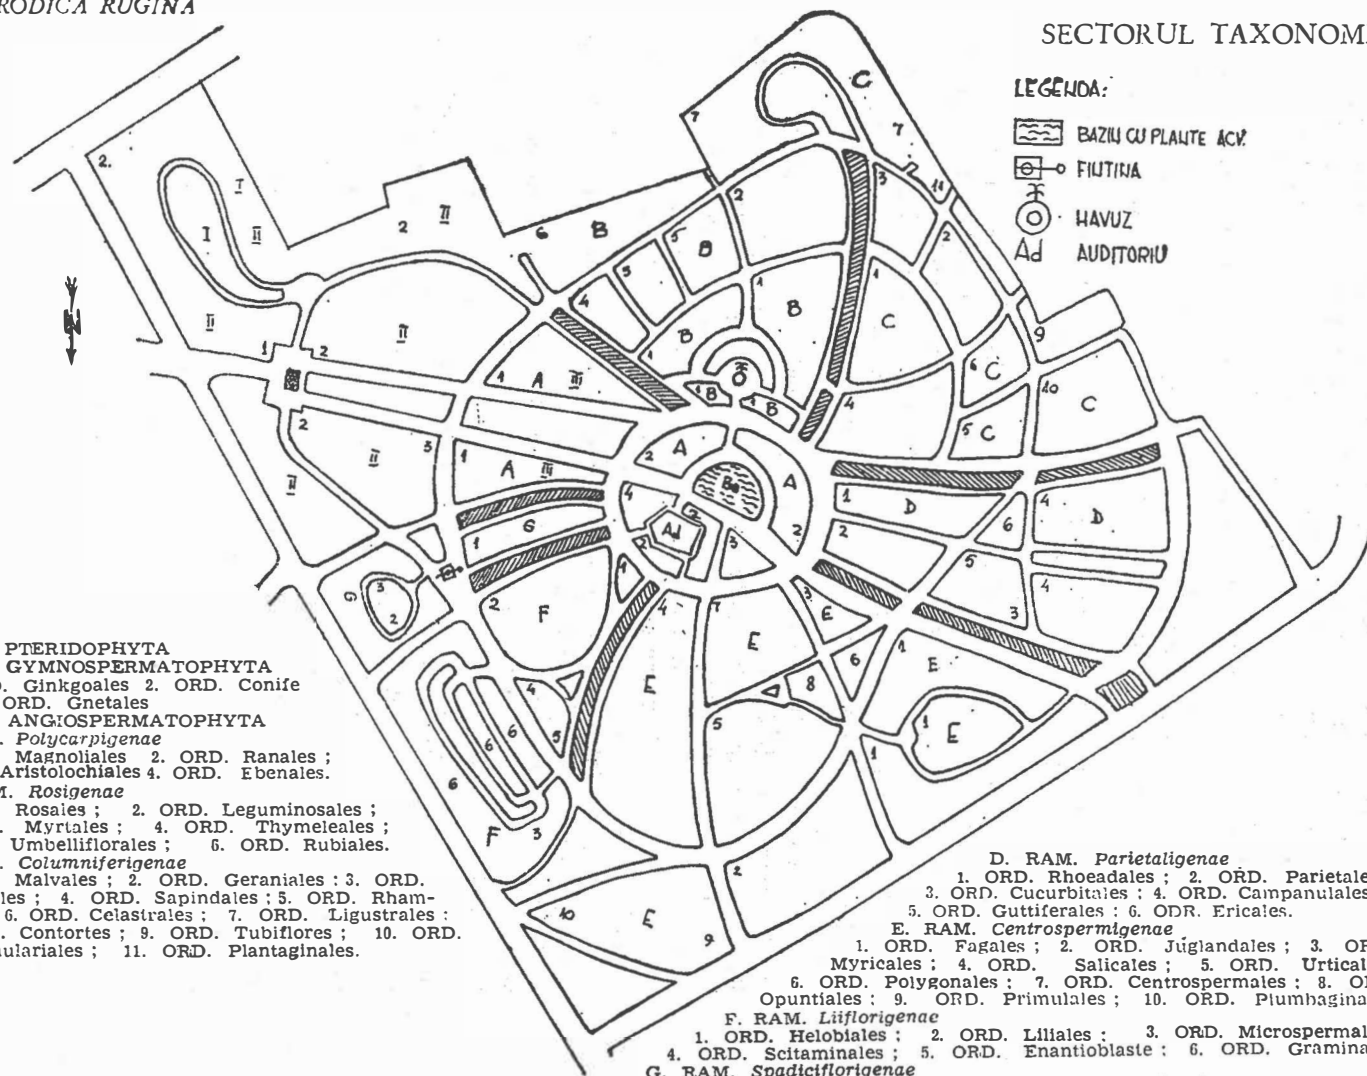 RODICA RUGINA
SECTORUL TAXONOM
LEGENDA:
BAZIN CU PLANTE ACV.
FINTINA
HAVUZ
Ad AUDITORIU
PTERIDOPHYTA
GYMNOSPERMATOPHYTA
Ginkgoales 2. ORD. Conife
ORD. Gnetales
ANGIOSPERMATOPHYTA
Polycarpigenae
Magnoliales 2. ORD. Ranales ;
Aristolochiales 4. ORD. Ebenales.
M. Rosigenae
Rosales ; 2. ORD. Leguminosales ;
Myrtales ; 4. ORD. Thymeleales ;
Umbelliflorales ; 6. ORD. Rubiales.
Columniferigenae
Malvales ; 2. ORD. Geraniales : 3. ORD.
les ; 4. ORD. Sapindales ; 5. ORD. Rham-
6. ORD. Celastrales ; 7. ORD. Ligustrales :
Contortes ; 9. ORD. Tubiflores ; 10. ORD.
ulariales ; 11. ORD. Plantaginales.
D. RAM. Parietaligenae
1. ORD. Rhoeadales ; 2. ORD. Parietale
3. ORD. Cucurbitales ; 4. ORD. Campanulales
5. ORD. Guttiferales : 6. ODR. Ericales.
E. RAM. Centrospermigenae
1. ORD. Fagales ; 2. ORD. Juglandales ; 3. OR
Myricales ; 4. ORD. Salicales ; 5. ORD. Urtical
6. ORD. Polygonales ; 7. ORD. Centrospermales ; 8. O
Opuntiales : 9. ORD. Primulales ; 10. ORD. Plumbagina
F. RAM. Liiflorigenae
1. ORD. Helobiales ; 2. ORD. Liliales ; 3. ORD. Microspermal
4. ORD. Scitaminales ; 5. ORD. Enantioblaste ; 6. ORD. Gramina
G. RAM. Spadiciflorigenae